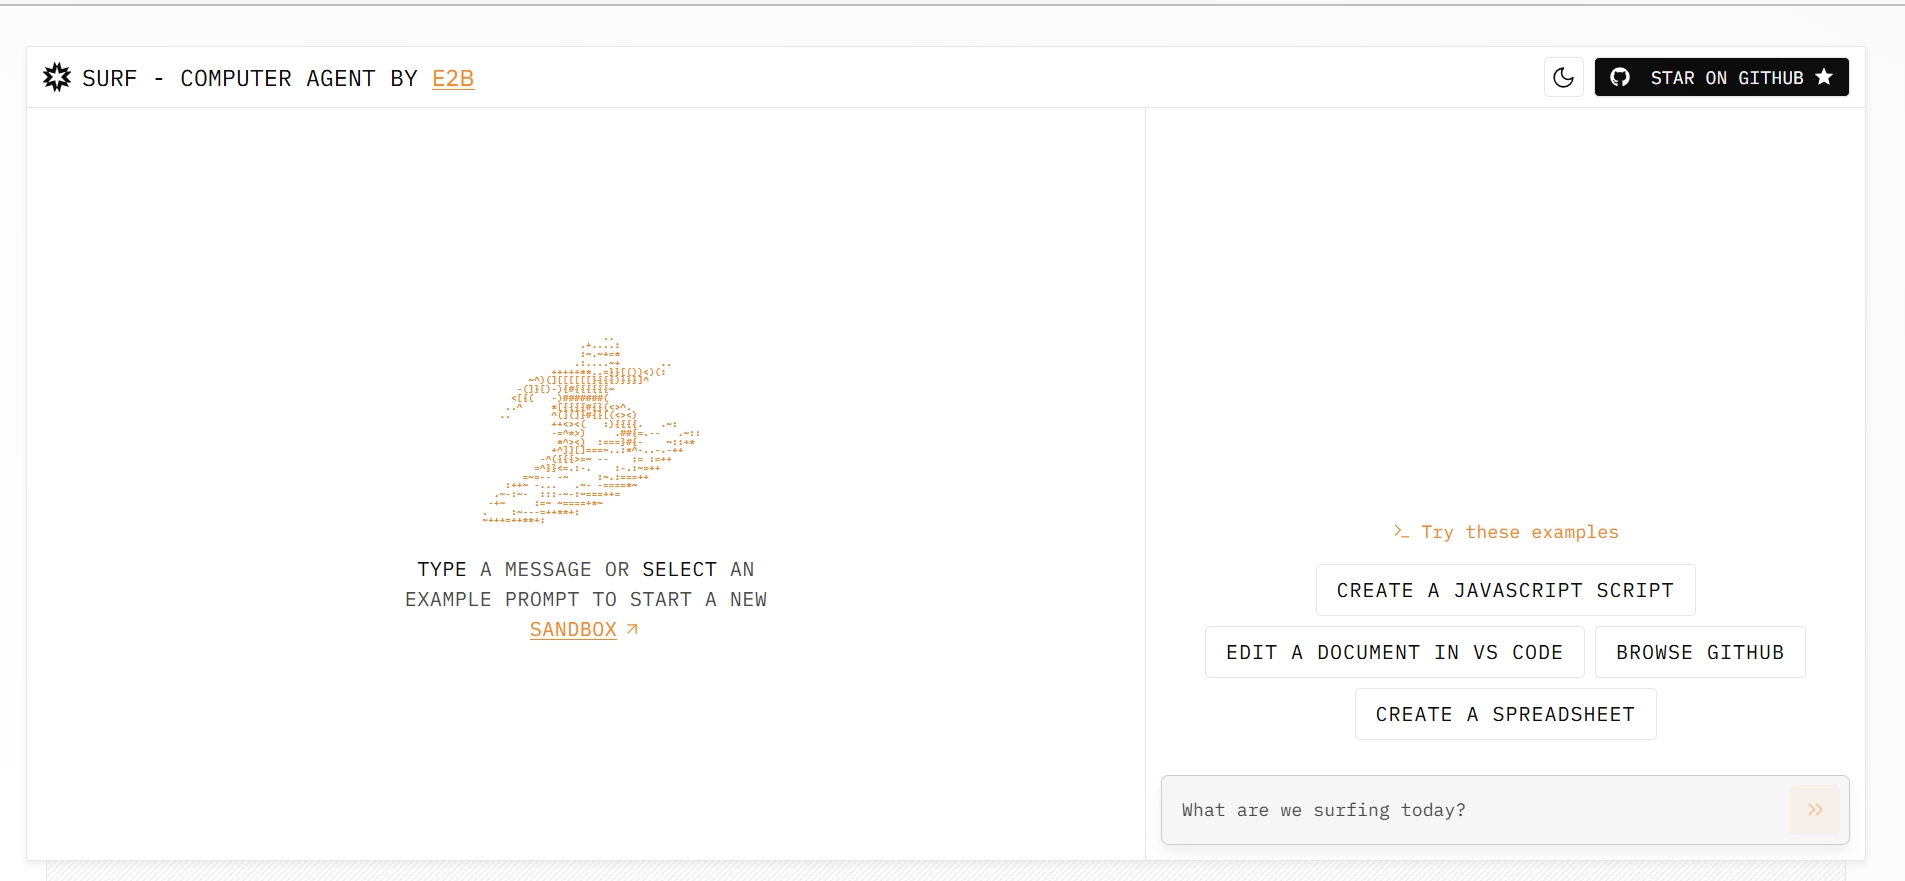 SURF - COMPUTER AGENT BY E2B
STAR ON GITHUB
TYPE A MESSAGE OR SELECT AN
EXAMPLE PROMPT TO START A NEW
SANDBOX
>_ Try these examples
CREATE A JAVASCRIPT SCRIPT
EDIT A DOCUMENT IN VS CODE
BROWSE GITHUB
CREATE A SPREADSHEET
What are we surfing today?